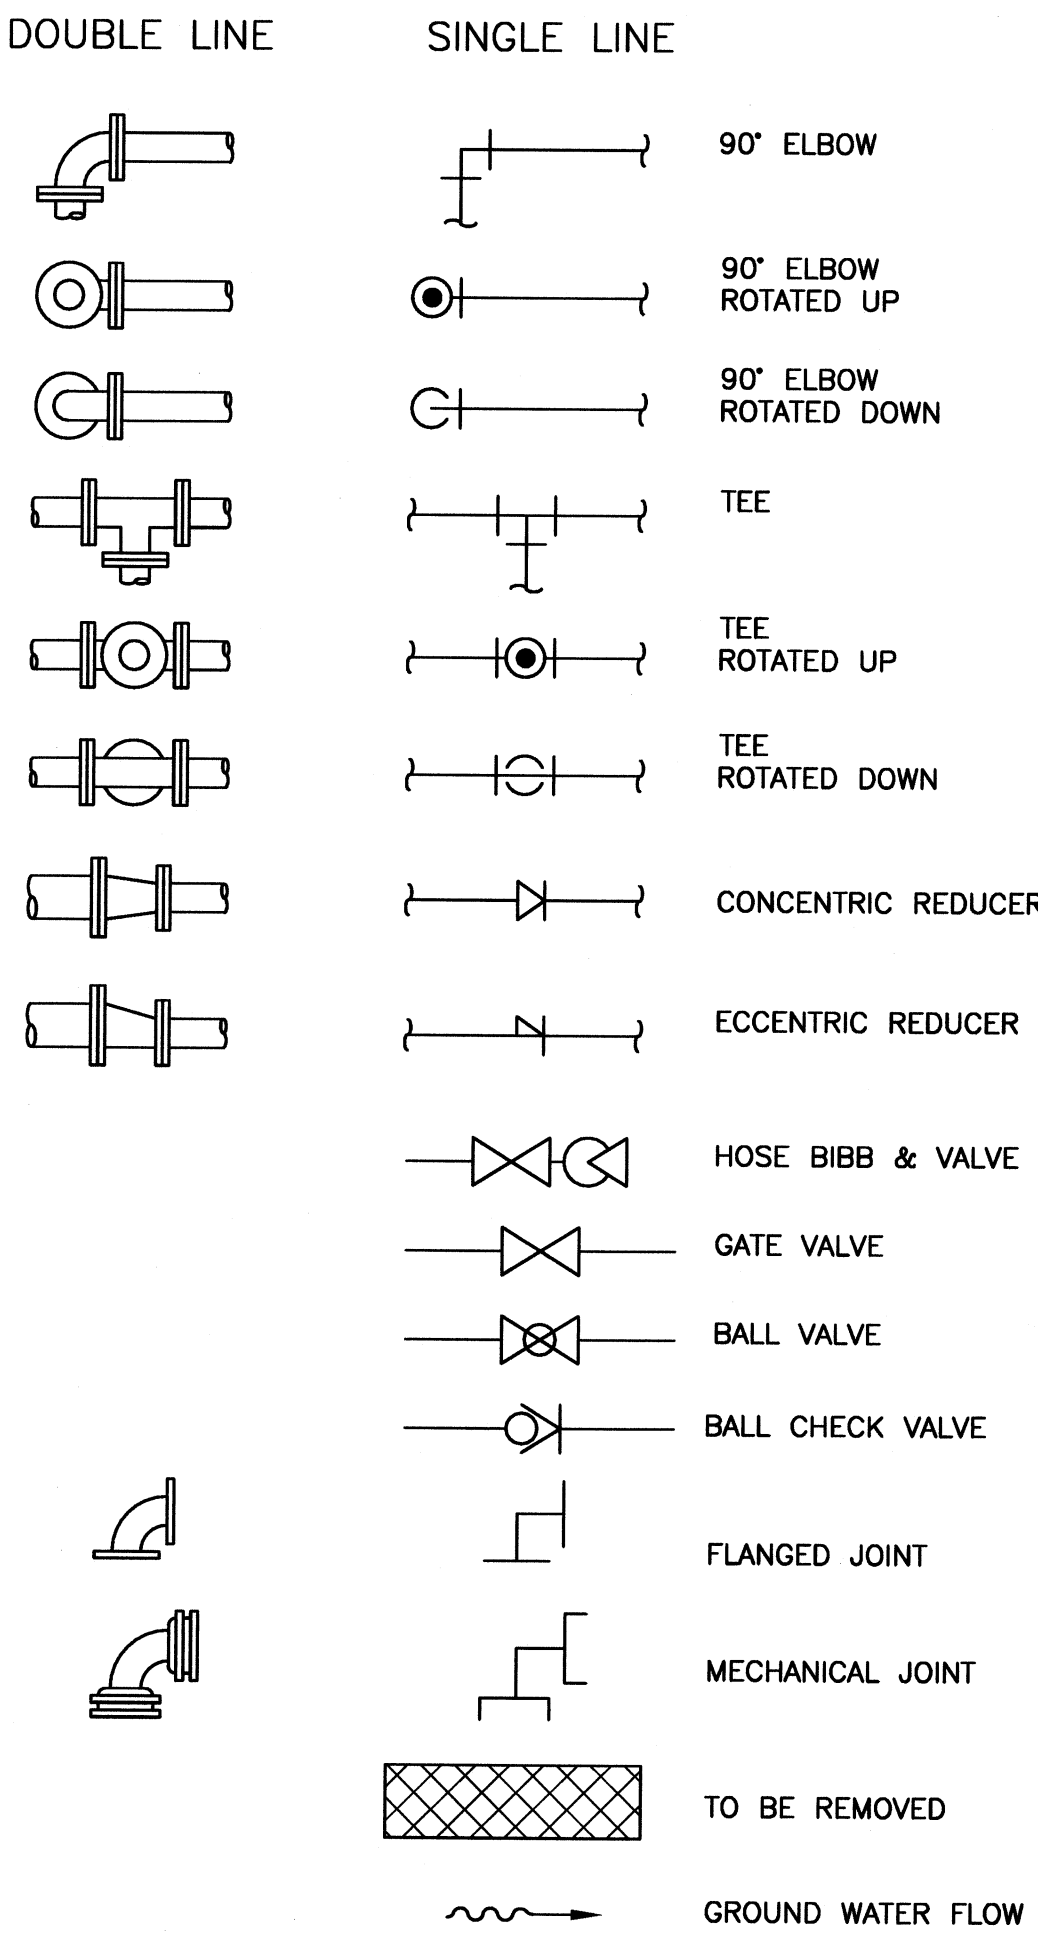 DOUBLE LINE
SINGLE LINE
90° ELBOW
90° ELBOW
ROTATED UP
90° ELBOW
ROTATED DOWN
TEE
TEE
ROTATED UP
TEE
ROTATED DOWN
CONCENTRIC REDUCER
ECCENTRIC REDUCER
HOSE BIBB & VALVE
GATE VALVE
BALL VALVE
BALL CHECK VALVE
FLANGED JOINT
MECHANICAL JOINT
TO BE REMOVED
GROUND WATER FLOW